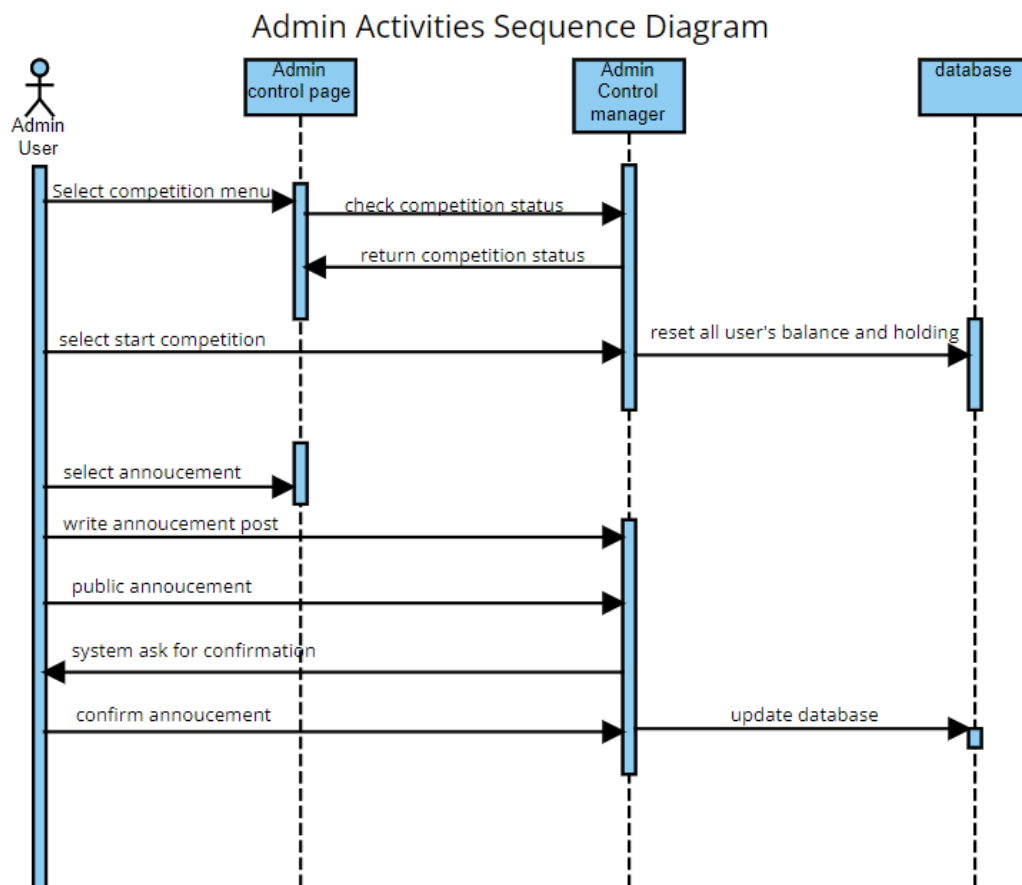 Admin Activities Sequence Diagram
Admin
User
Admin
control page
Admin
Control
manager
database
Select competition menu
check competition status
return competition status
select start competition
reset all user's balance and holding
select annoucement
write annoucement post
public annoucement
system ask for confirmation
confirm annoucement
update database